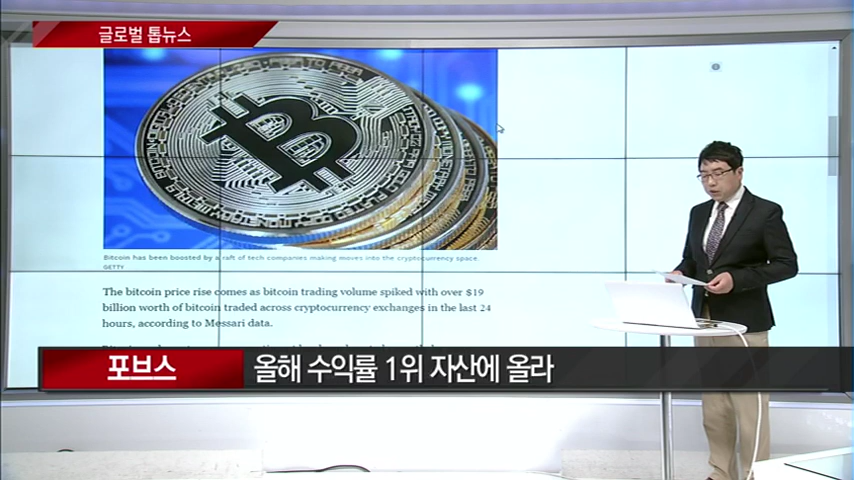 글로벌 톱뉴스
Bitcoin has been boosted by a raft of tech companies making moves into the cryptocurrency space.
GETTY
The bitcoin price rise comes as bitcoin trading volume spiked with over $19
billion worth of bitcoin traded across cryptocurrency exchanges in the last 24
hours, according to Messari data.
포브스
올해 수익률 1위 자산에 올라